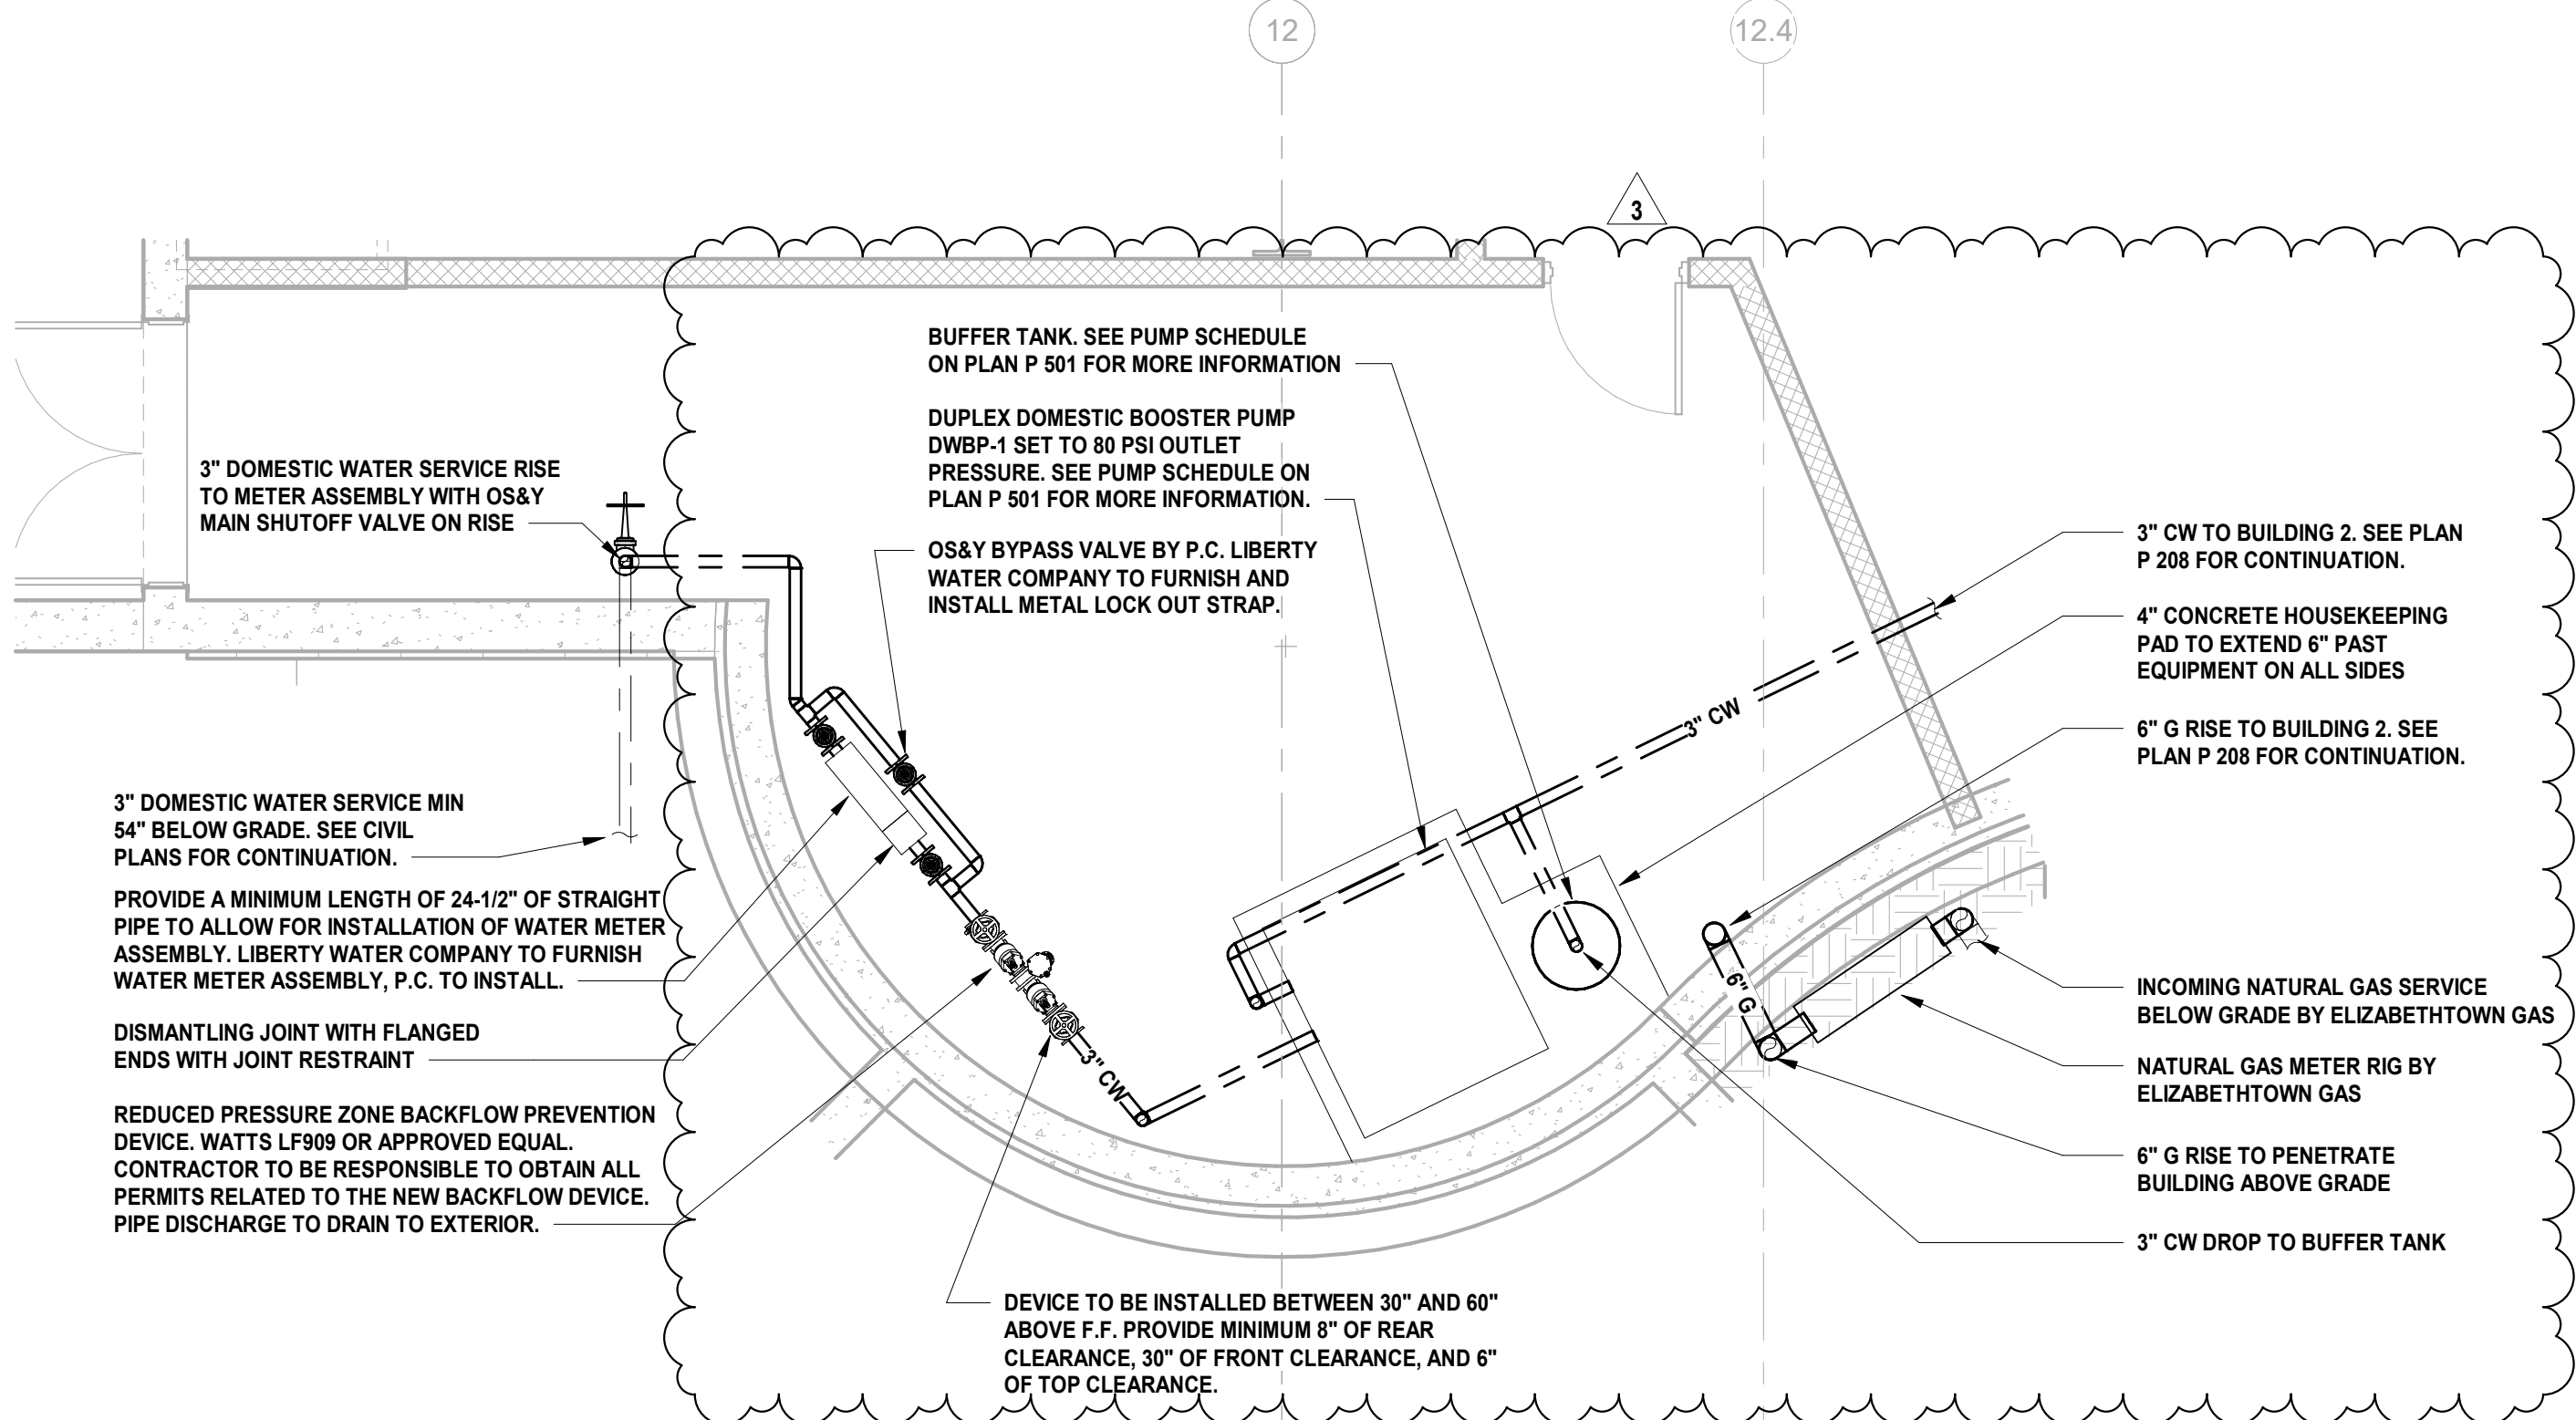 12
12.4
3
BUFFER TANK. SEE PUMP SCHEDULE
ON PLAN P 501 FOR MORE INFORMATION
DUPLEX DOMESTIC BOOSTER PUMP
DWBP-1 SET TO 80 PSI OUTLET
PRESSURE. SEE PUMP SCHEDULE ON
PLAN P 501 FOR MORE INFORMATION.
3" DOMESTIC WATER SERVICE RISE
TO METER ASSEMBLY WITH OS&Y
MAIN SHUTOFF VALVE ON RISE
OS&Y BYPASS VALVE BY P.C. LIBERTY
WATER COMPANY TO FURNISH AND
INSTALL METAL LOCK OUT STRAP.
3" CW TO BUILDING 2. SEE PLAN
P 208 FOR CONTINUATION.
4" CONCRETE HOUSEKEEPING
PAD TO EXTEND 6" PAST
EQUIPMENT ON ALL SIDES
3" CW
6" G RISE TO BUILDING 2. SEE
PLAN P 208 FOR CONTINUATION.
3" DOMESTIC WATER SERVICE MIN
54" BELOW GRADE. SEE CIVIL
PLANS FOR CONTINUATION.
PROVIDE A MINIMUM LENGTH OF 24-1/2" OF STRAIGHT
PIPE TO ALLOW FOR INSTALLATION OF WATER METER
ASSEMBLY. LIBERTY WATER COMPANY TO FURNISH
WATER METER ASSEMBLY, P.C. TO INSTALL.
6" G
INCOMING NATURAL GAS SERVICE
BELOW GRADE BY ELIZABETHTOWN GAS
DISMANTLING JOINT WITH FLANGED
ENDS WITH JOINT RESTRAINT
3" CW
NATURAL GAS METER RIG BY
ELIZABETHTOWN GAS
REDUCED PRESSURE ZONE BACKFLOW PREVENTION
DEVICE. WATTS LF909 OR APPROVED EQUAL.
CONTRACTOR TO BE RESPONSIBLE TO OBTAIN ALL
PERMITS RELATED TO THE NEW BACKFLOW DEVICE.
PIPE DISCHARGE TO DRAIN TO EXTERIOR.
6" G RISE TO PENETRATE
BUILDING ABOVE GRADE
3" CW DROP TO BUFFER TANK
DEVICE TO BE INSTALLED BETWEEN 30" AND 60"
ABOVE F.F. PROVIDE MINIMUM 8" OF REAR
CLEARANCE, 30" OF FRONT CLEARANCE, AND 6"
OF TOP CLEARANCE.